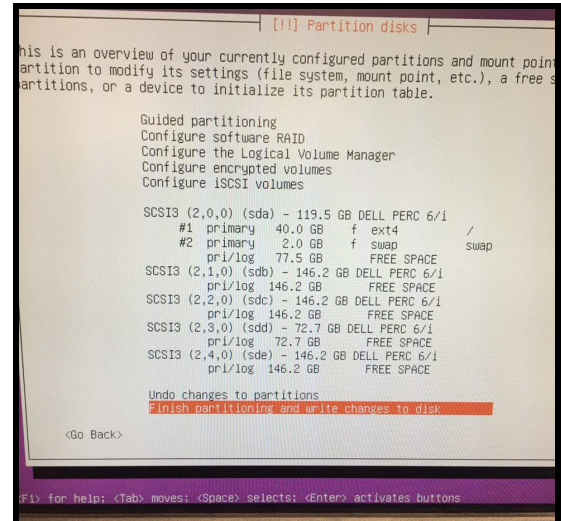 [!!] Partition disks
his is an overview of your currently configured partitions and mount poin
artition to modify its settings (file system, mount point, etc.), a free s
artitions, or a device to initialize its partition table.
Guided partitioning
Configure software RAID
Configure the Logical Volume Manager
Configure encrypted volumes
Configure iSCSI volumes
SCSI3 (2,0,0) (sda) - 119.5 GB DELL PERC 6/i
#1 primary 40.0 GB f ext4 /
#2 primary 2.0 GB f swap swap
pri/log 77.5 GB FREE SPACE
SCSI3 (2,1,0) (sdb) - 146.2 GB DELL PERC 6/i
pri/log 146.2 GB FREE SPACE
SCSI3 (2,2,0) (sdc) - 146.2 GB DELL PERC 6/i
pri/log 146.2 GB FREE SPACE
SCSI3 (2,3,0) (sdd) - 72.7 GB DELL PERC 6/i
pri/log 72.7 GB FREE SPACE
SCSI3 (2,4,0) (sde) - 146.2 GB DELL PERC 6/i
pri/log 146.2 GB FREE SPACE
Undo changes to partitions
Finish partitioning and write changes to disk
<Go Back>
<F1> for help; <Tab> moves; <Space> selects; <Enter> activates buttons